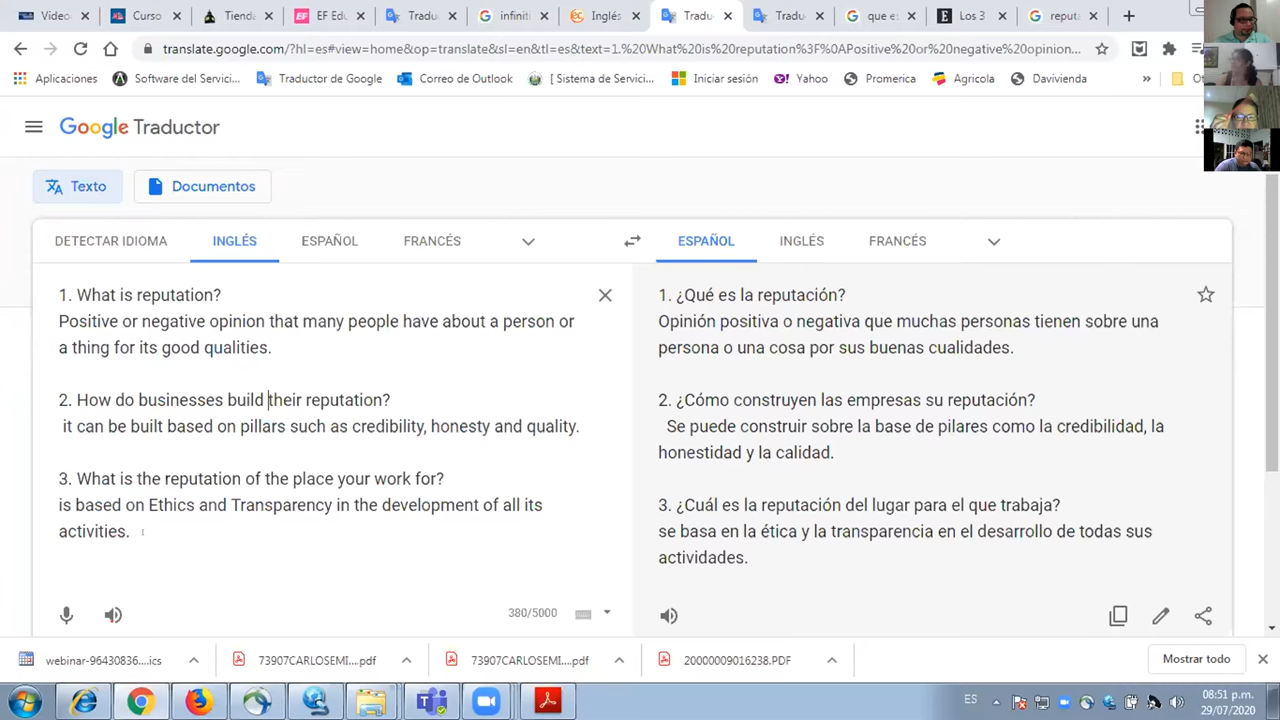 Video
Curso
Tienda
EF Edu
Traduc
infiniti
Inglés
Traduc
Traduc
que es
Los 3
reputa
translate.google.com/?hl=es#view=home&op=translate&sl=en&tl=es&text=1.%20What%20is%20reputation%3F%0APositive%20or%20negative%20opinion...
Aplicaciones
Software del Servici...
Traductor de Google
Correo de Outlook
[ Sistema de Servici...
Iniciar sesión
Yahoo
Promerica
Agricola
Davivienda
»
Google Traductor
Texto
Documentos
DETECTAR IDIOMA
INGLÉS
ESPAÑOL
FRANCÉS
ESPAÑOL
INGLÉS
FRANCÉS
1. What is reputation?
Positive or negative opinion that many people have about a person or
a thing for its good qualities.
2. How do businesses build their reputation?
it can be built based on pillars such as credibility, honesty and quality.
3. What is the reputation of the place your work for?
is based on Ethics and Transparency in the development of all its
activities.
380/5000
1. ¿Qué es la reputación?
Opinión positiva o negativa que muchas personas tienen sobre una
persona o una cosa por sus buenas cualidades.
2. ¿Cómo construyen las empresas su reputación?
Se puede construir sobre la base de pilares como la credibilidad, la
honestidad y la calidad.
3. ¿Cuál es la reputación del lugar para el que trabaja?
se basa en la ética y la transparencia en el desarrollo de todas sus
actividades.
webinar-96430836....ics
73907CARLOSEMI....pdf
73907CARLOSEMI....pdf
20000009016238.PDF
Mostrar todo
ES
08:51 p.m.
29/07/2020